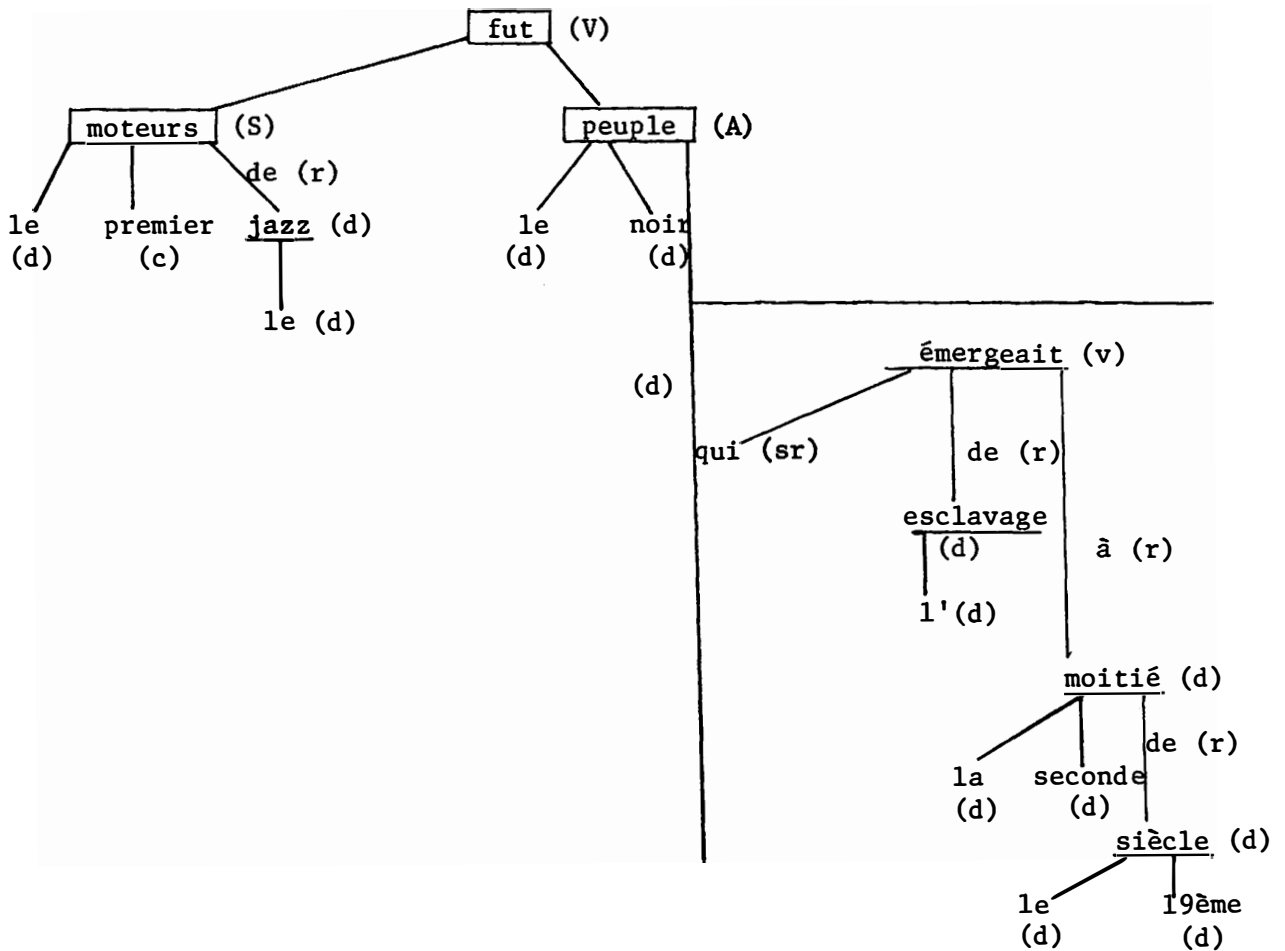 fut (V)
moteurs (S) peuple (A)
de (r)
le premier jazz (d) le noir
(d) (c) (d) (d)
le (d)
émergeait (v)
(d)
qui (sr) de (r)
esclavage
(d) à (r)
l'(d)
moitié (d)
de (r)
la seconde
(d) (d)
siècle (d)
le 19ème
(d) (d)